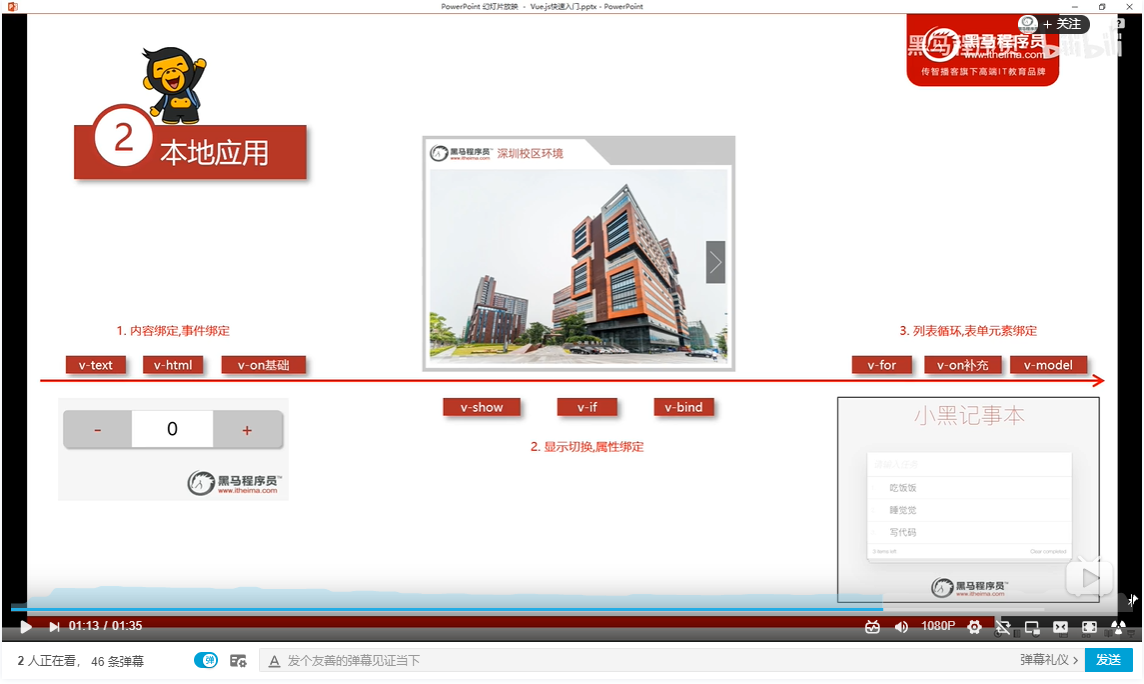 PowerPoint 幻灯片放映 - Vue.js快速入门.pptx - PowerPoint
+ 关注
黑马程序员
www.itheima.com
传智播客旗下高端IT教育品牌
bilibili
2
本地应用
黑马程序员™
www.itheima.com
深圳校区环境
1. 内容绑定,事件绑定
v-text
v-html
v-on基础
3. 列表循环,表单元素绑定
v-for
v-on补充
v-model
v-show
v-if
v-bind
2. 显示切换,属性绑定
- 0 +
黑马程序员™
www.itheima.com
小黑记事本
吃饭饭
睡觉觉
写代码
3 items left
Clear completed
黑马程序员™
www.itheima.com
01:13 / 01:35
1080P
2 人正在看， 46 条弹幕
弹
A 发个友善的弹幕见证当下
弹幕礼仪 >
发送